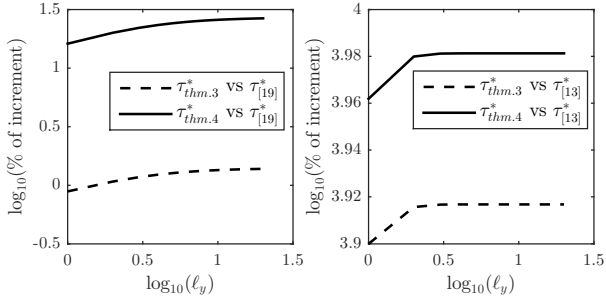 1.5
1
0.5
0
-0.5
log₁₀(% of increment)
τ*thm.3 vs τ*[19]
τ*thm.4 vs τ*[19]
0 0.5 1 1.5
log₁₀(ℓy)
4
3.98
3.96
3.94
3.92
3.9
log₁₀(% of increment)
τ*thm.3 vs τ*[13]
τ*thm.4 vs τ*[13]
0 0.5 1 1.5
log₁₀(ℓy)